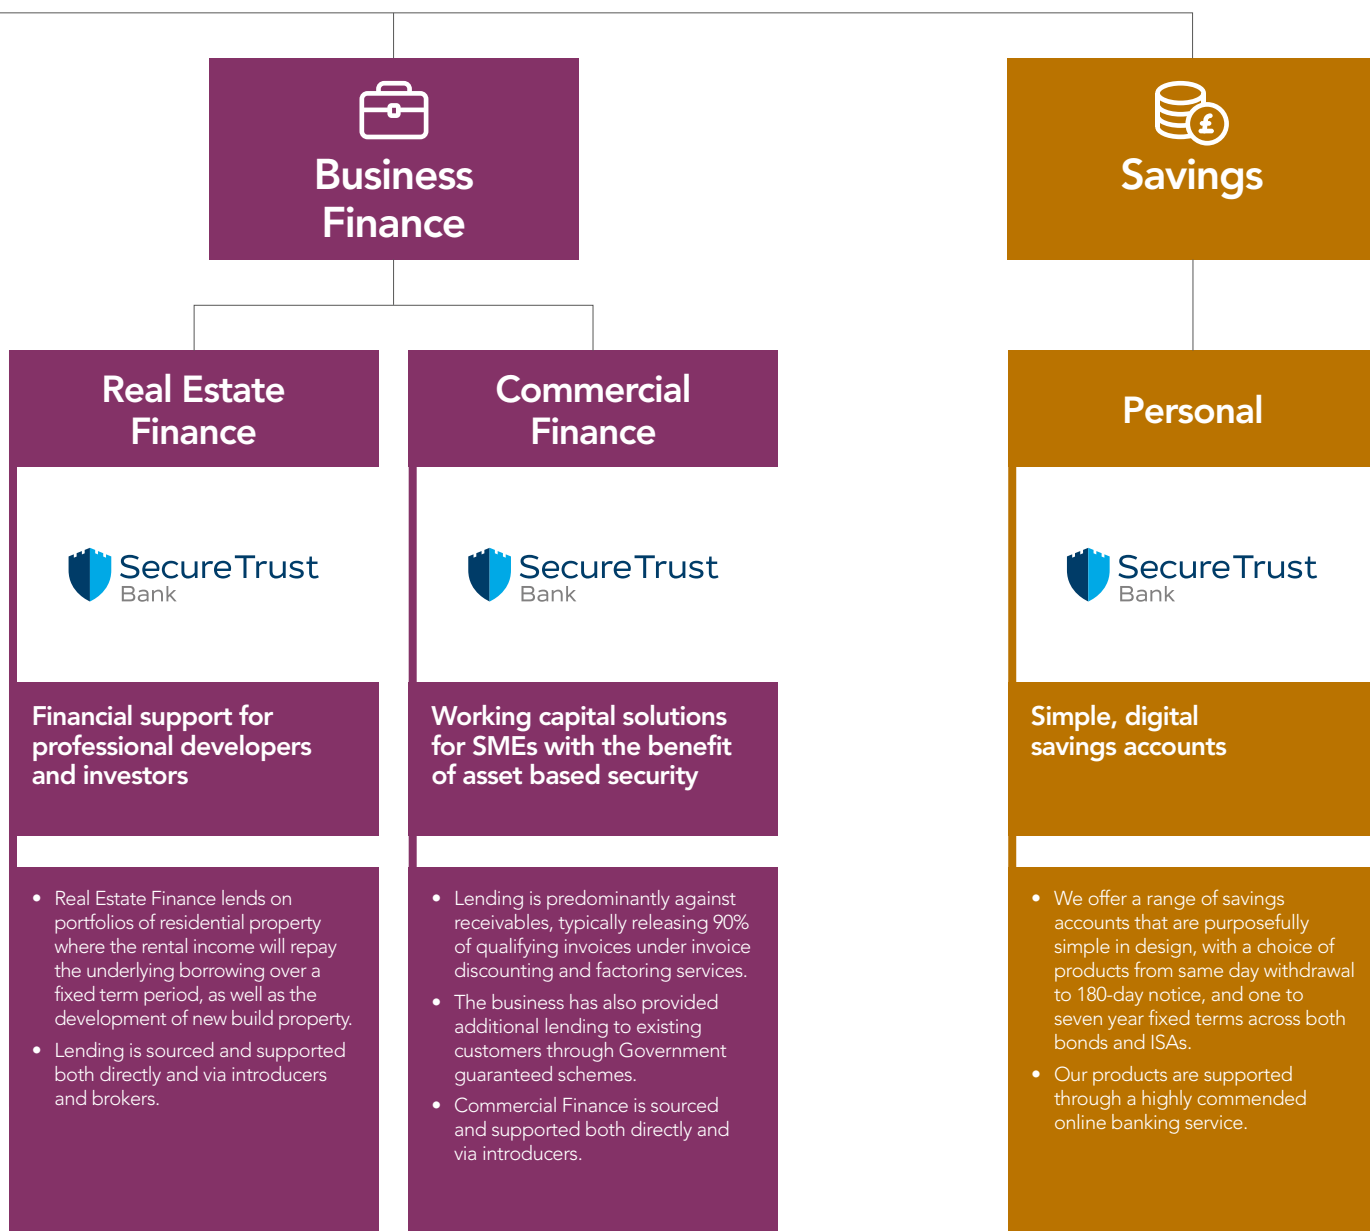 Business
Finance
Savings
Real Estate
Finance
SecureTrust
Bank
Financial support for
professional developers
and investors
• Real Estate Finance lends on
portfolios of residential property
where the rental income will repay
the underlying borrowing over a
fixed term period, as well as the
development of new build property.
• Lending is sourced and supported
both directly and via introducers
and brokers.
Commercial
Finance
SecureTrust
Bank
Working capital solutions
for SMEs with the benefit
of asset based security
• Lending is predominantly against
receivables, typically releasing 90%
of qualifying invoices under invoice
discounting and factoring services.
• The business has also provided
additional lending to existing
customers through Government
guaranteed schemes.
• Commercial Finance is sourced
and supported both directly and
via introducers.
Personal
SecureTrust
Bank
Simple, digital
savings accounts
• We offer a range of savings
accounts that are purposefully
simple in design, with a choice of
products from same day withdrawal
to 180-day notice, and one to
seven year fixed terms across both
bonds and ISAs.
• Our products are supported
through a highly commended
online banking service.